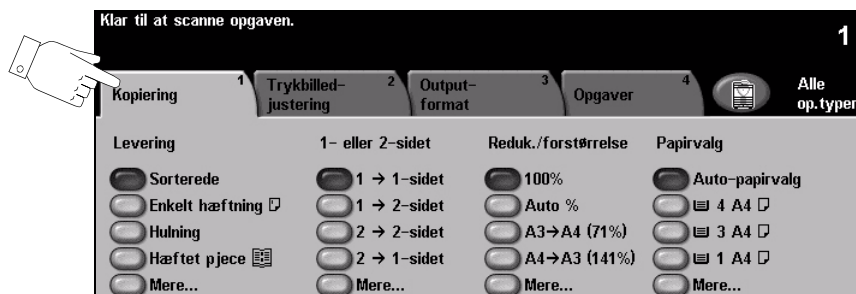 Klar til at scanne opgaven.
1
Kopiering 1
Trykbilled- 2
justering
Output- 3
format
Opgaver 4
Alle
op.typer
Levering
1- eller 2-sidet
Reduk./forstørrelse
Papirvalg
Sorterede
1 → 1-sidet
100%
Auto-papirvalg
Enkelt hæftning
1 → 2-sidet
Auto %
4 A4
Hulning
2 → 2-sidet
A3→A4 (71%)
3 A4
Hæftet pjece
2 → 1-sidet
A4→A3 (141%)
1 A4
Mere...
Mere...
Mere...
Mere...